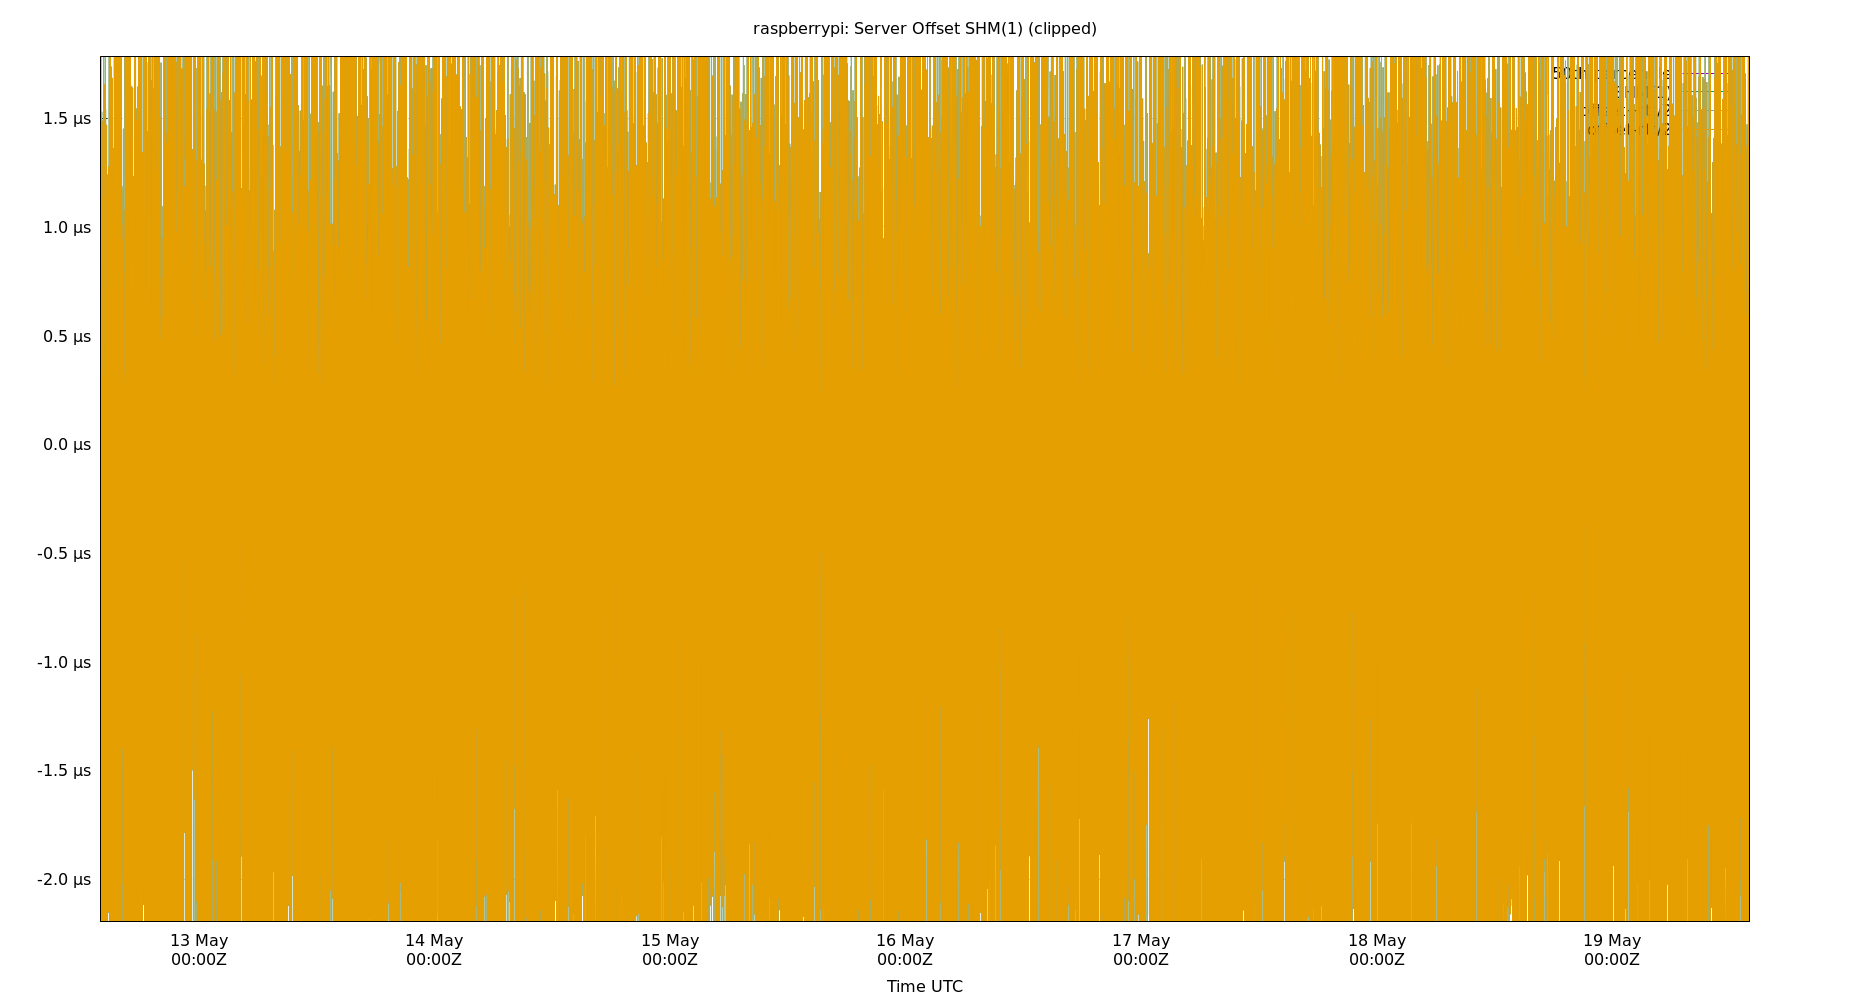 raspberrypi: Server Offset SHM(1) (clipped)
1.5 µs
1.0 µs
0.5 µs
0.0 µs
-0.5 µs
-1.0 µs
-1.5 µs
-2.0 µs
13 May 14 May 15 May 16 May 17 May 18 May 19 May
00:00Z 00:00Z 00:00Z 00:00Z 00:00Z 00:00Z 00:00Z
Time UTC